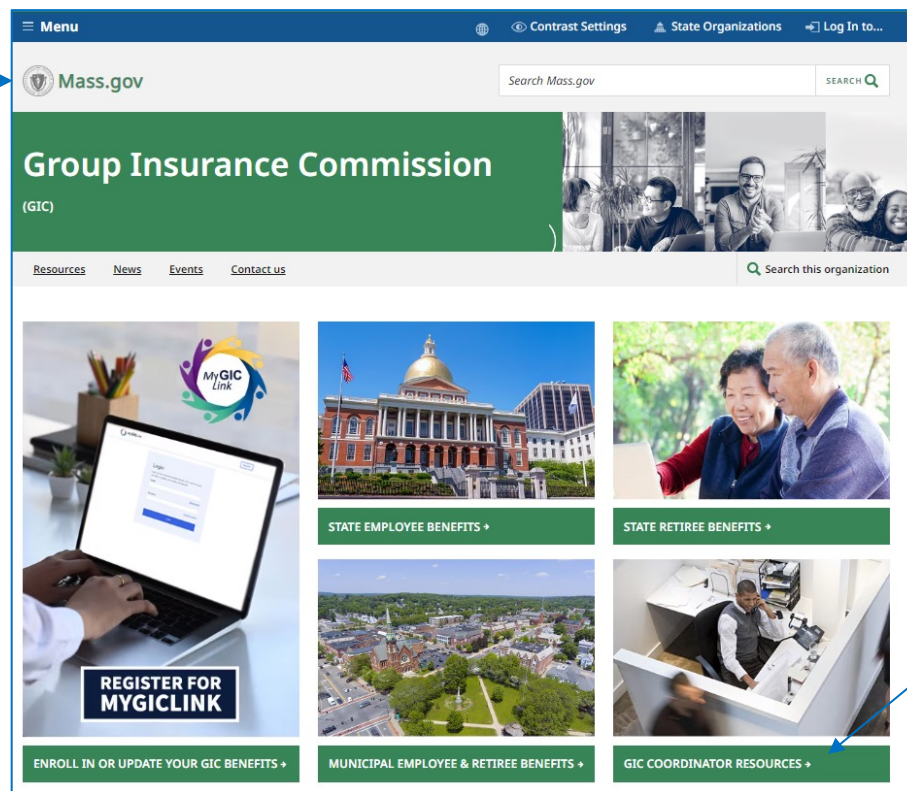 Menu
Contrast Settings
State Organizations
Log In to...
Mass.gov
Search Mass.gov
SEARCH
Group Insurance Commission
(GIC)
Resources
News
Events
Contact us
Search this organization
MyGIC
Link
Login
REGISTER FOR
MYGICLINK
ENROLL IN OR UPDATE YOUR GIC BENEFITS
STATE EMPLOYEE BENEFITS
STATE RETIREE BENEFITS
MUNICIPAL EMPLOYEE & RETIREE BENEFITS
GIC COORDINATOR RESOURCES